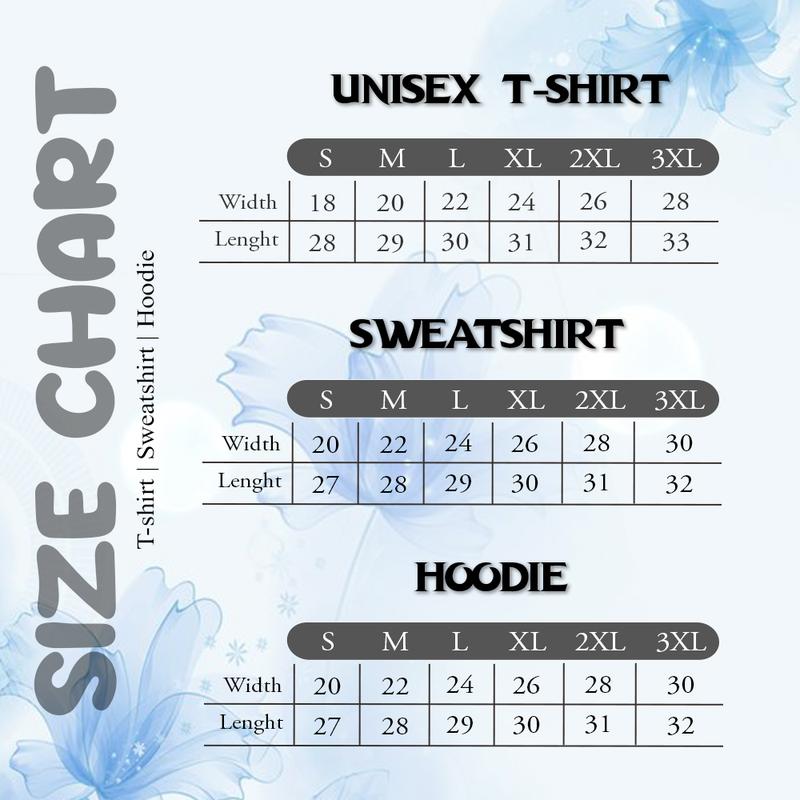 SIZE CHART
T-shirt | Sweatshirt | Hoodie
UNISEX T-SHIRT
S M L XL 2XL 3XL
Width 18 20 22 24 26 28
Lenght 28 29 30 31 32 33
SWEATSHIRT
S M L XL 2XL 3XL
Width 20 22 24 26 28 30
Lenght 27 28 29 30 31 32
HOODIE
S M L XL 2XL 3XL
Width 20 22 24 26 28 30
Lenght 27 28 29 30 31 32